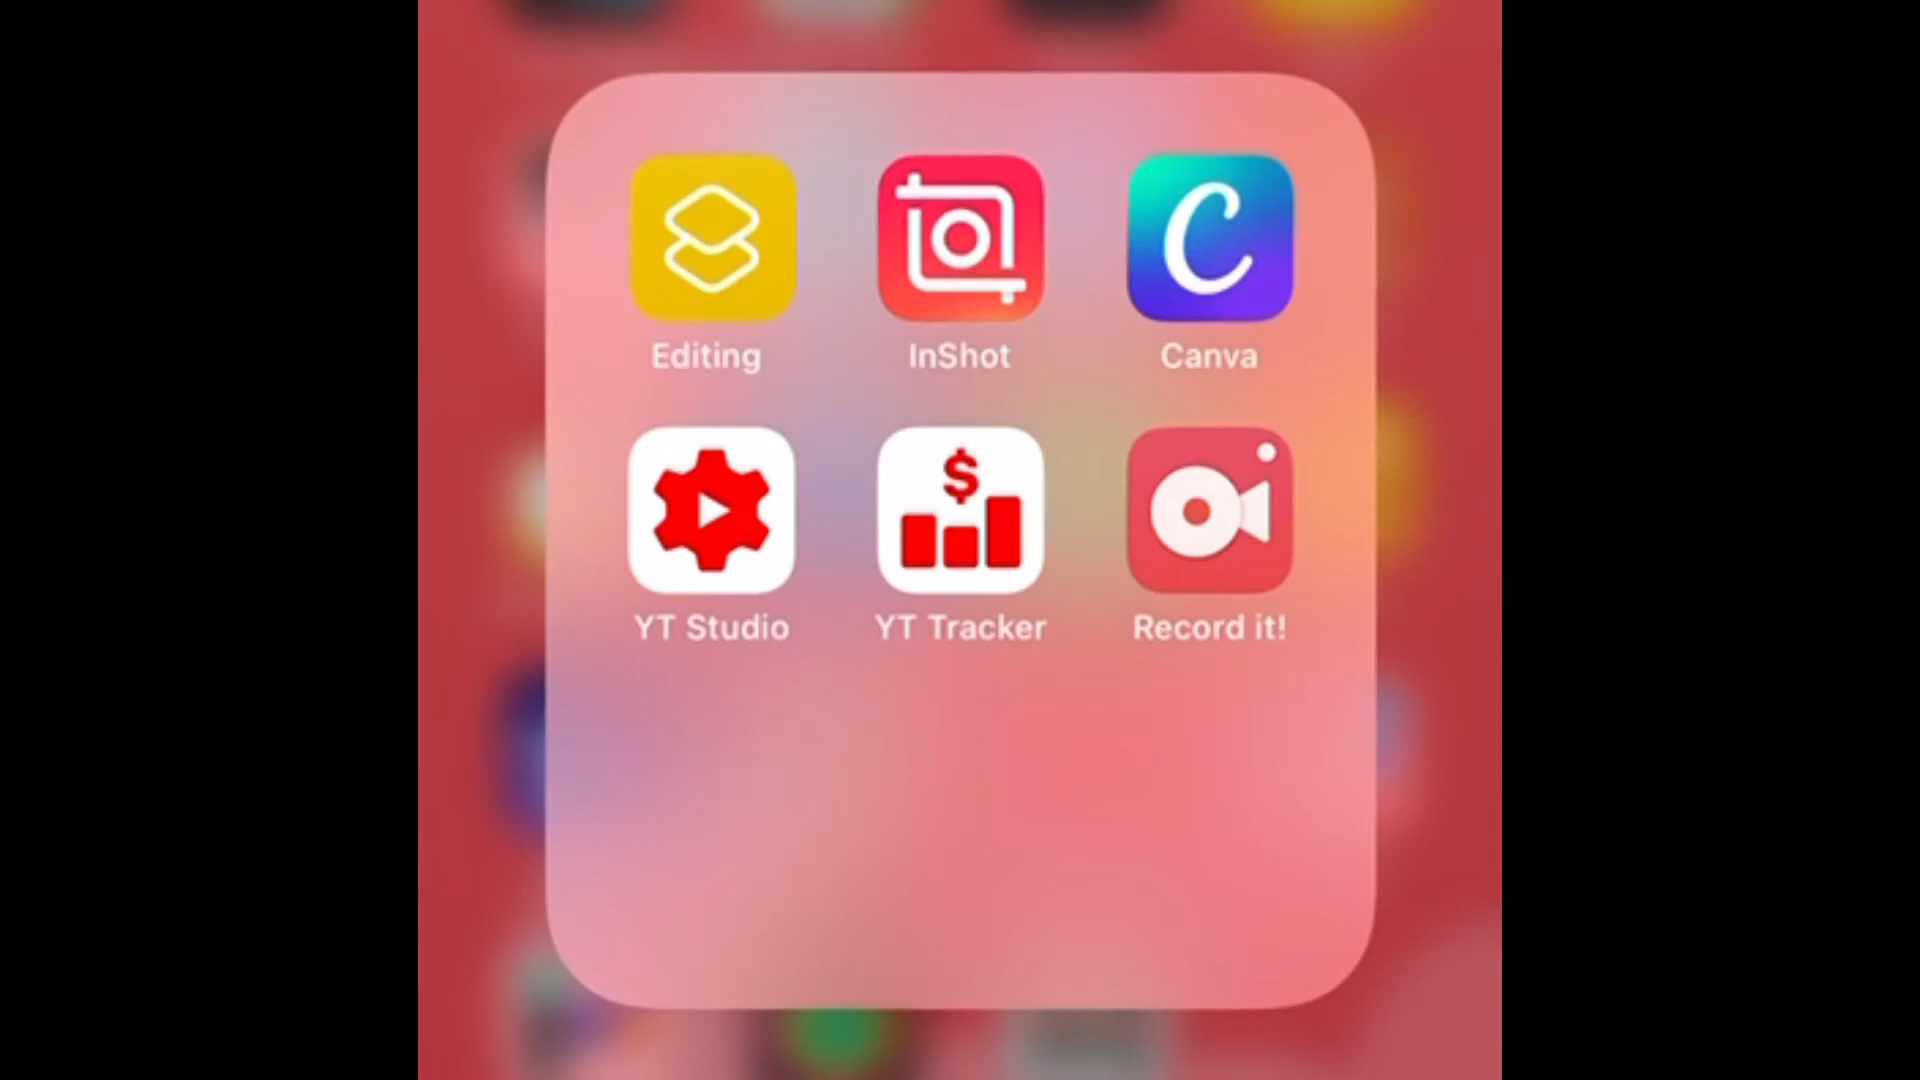 Editing
InShot
Canva
YT Studio
YT Tracker
Record it!